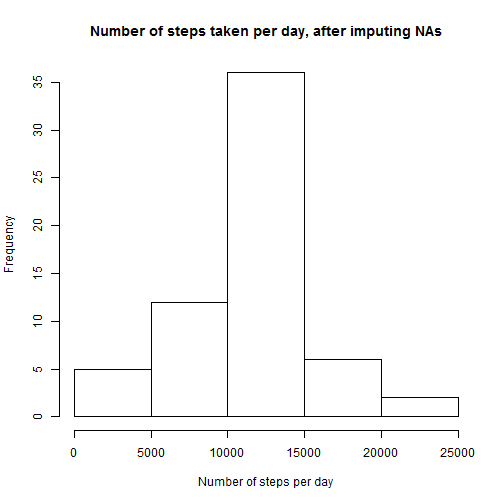 Number of steps taken per day, after imputing NAs
35
30
25
20
15
10
5
0
Frequency
0 5000 10000 15000 20000 25000
Number of steps per day